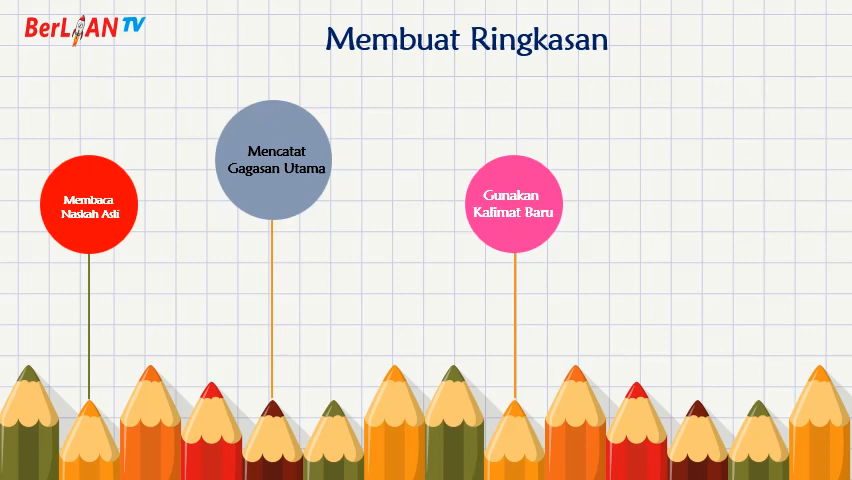 BerLIAN TV
Membuat Ringkasan
Mencatat
Gagasan Utama
Membaca
Naskah Asli
Gunakan
Kalimat Baru